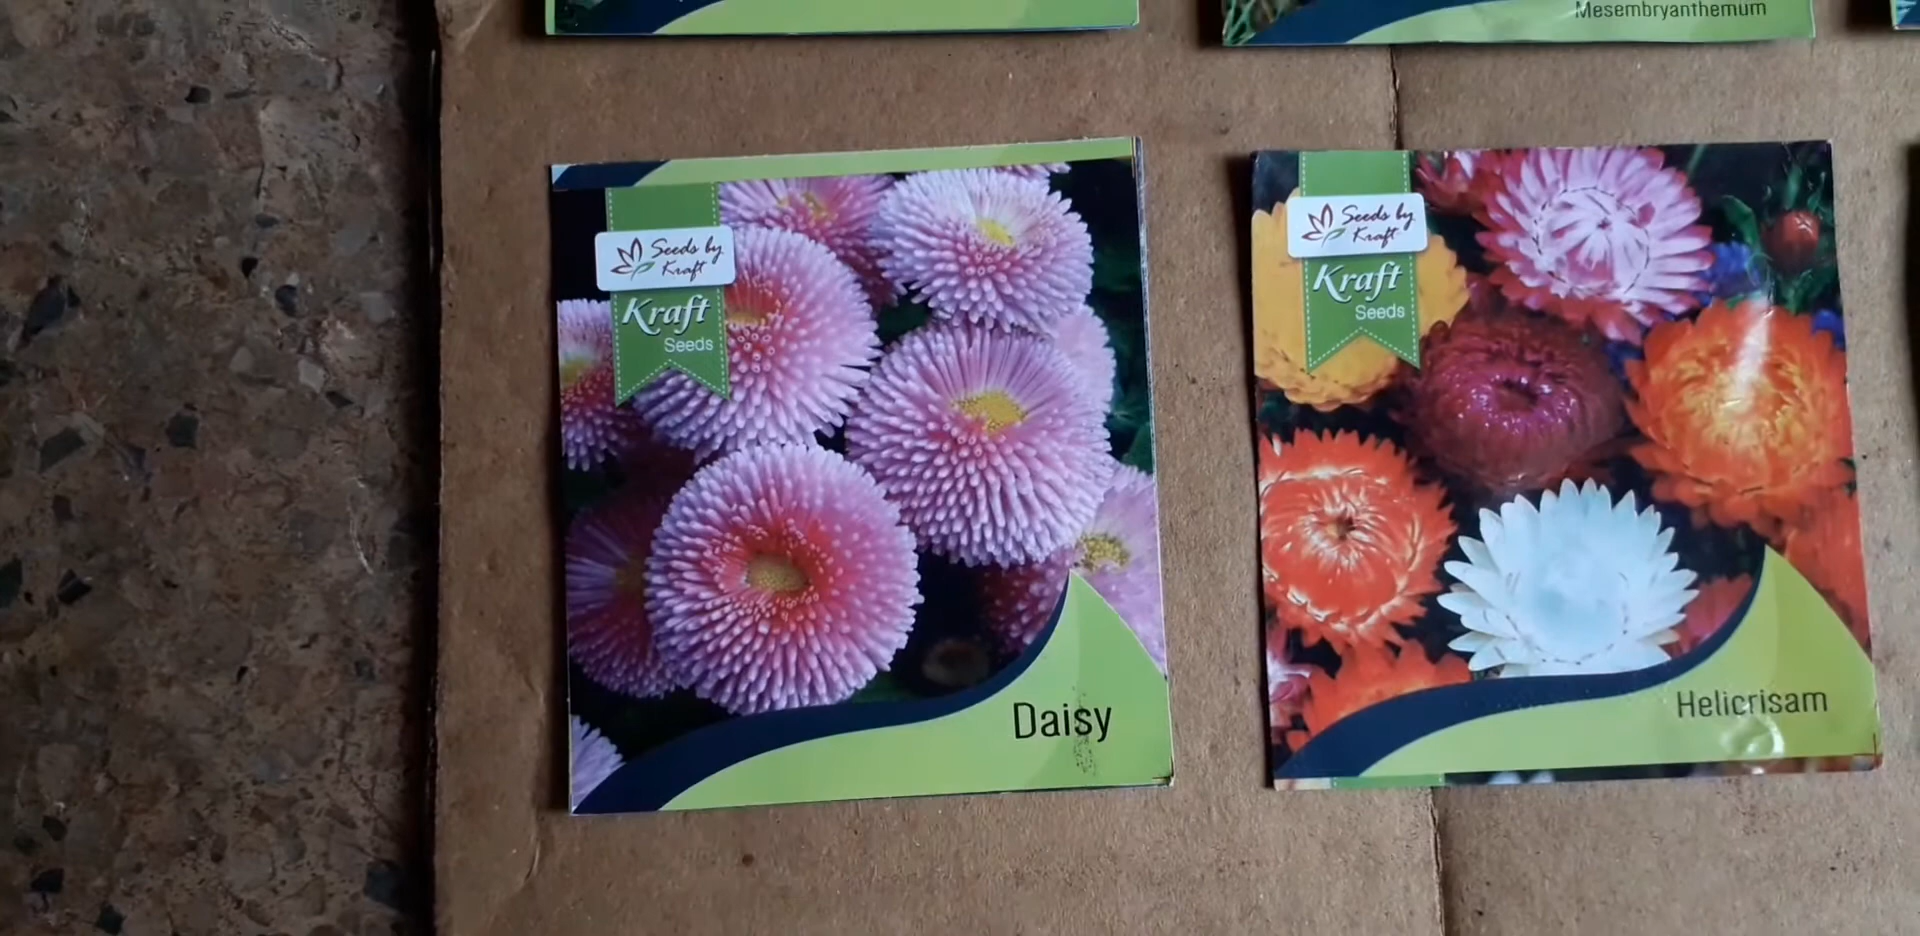 Mesembryanthemum
Seeds by
Kraft
Kraft
Seeds
Daisy
Seeds by
Kraft
Kraft
Seeds
Helicrisam